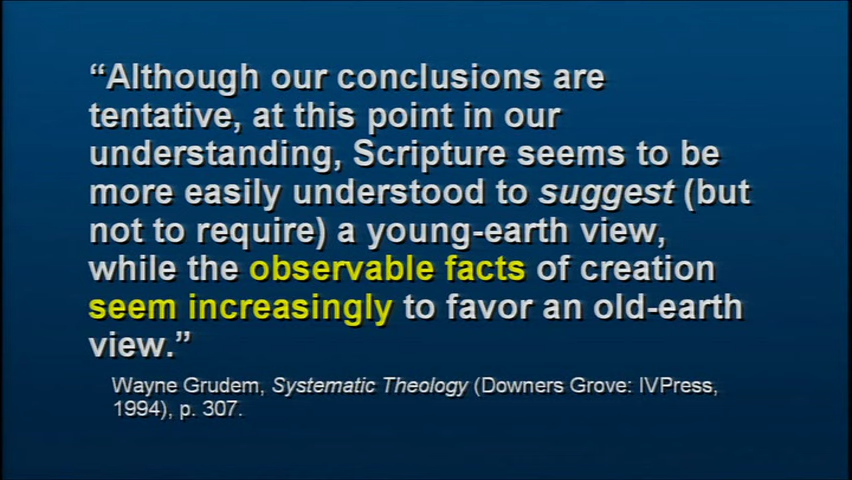 “Although our conclusions are
tentative, at this point in our
understanding, Scripture seems to be
more easily understood to suggest (but
not to require) a young-earth view,
while the observable facts of creation
seem increasingly to favor an old-earth
view.”
Wayne Grudem, Systematic Theology (Downers Grove: IVPress,
1994), p. 307.